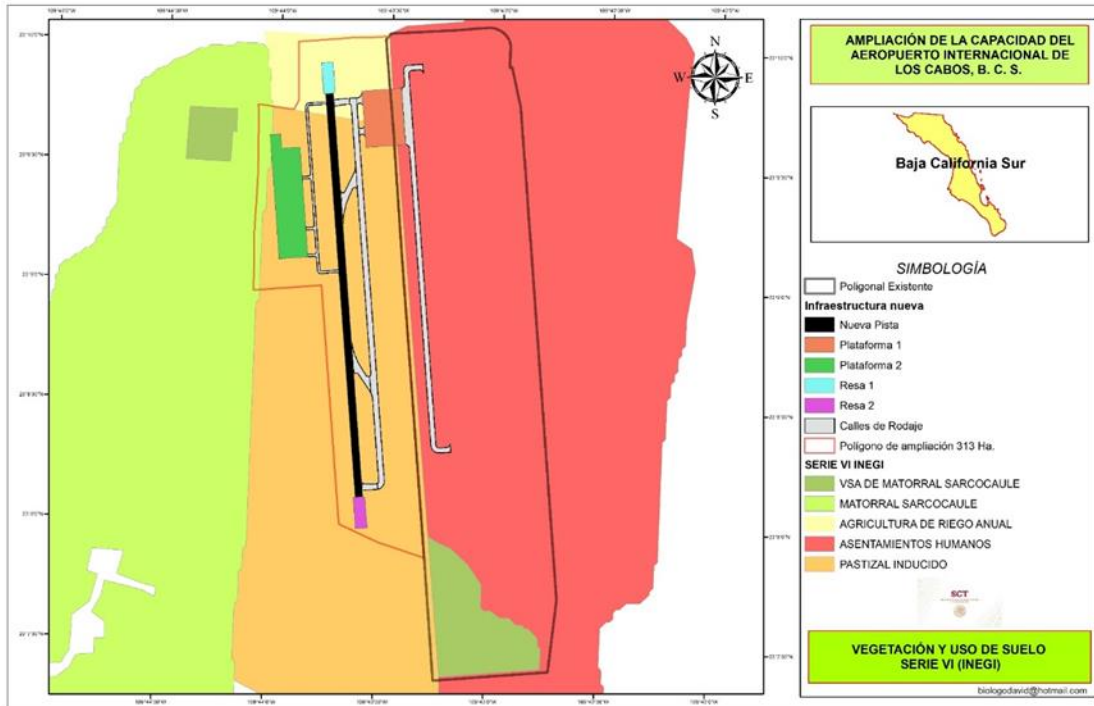 N
W
E
S
AMPLIACIÓN DE LA CAPACIDAD DEL
AEROPUERTO INTERNACIONAL DE
LOS CABOS, B. C. S.
Baja California Sur
SIMBOLOGÍA
Poligonal Existente
Infraestructura nueva
Nueva Pista
Plataforma 1
Plataforma 2
Resa 1
Resa 2
Calles de Rodaje
Polígono de ampliación 313 Ha.
SERIE VI INEGI
VSA DE MATORRAL SARCOCAULE
MATORRAL SARCOCAULE
AGRICULTURA DE RIEGO ANUAL
ASENTAMIENTOS HUMANOS
PASTIZAL INDUCIDO
SCT
VEGETACIÓN Y USO DE SUELO
SERIE VI (INEGI)
biologodavid@hotmail.com